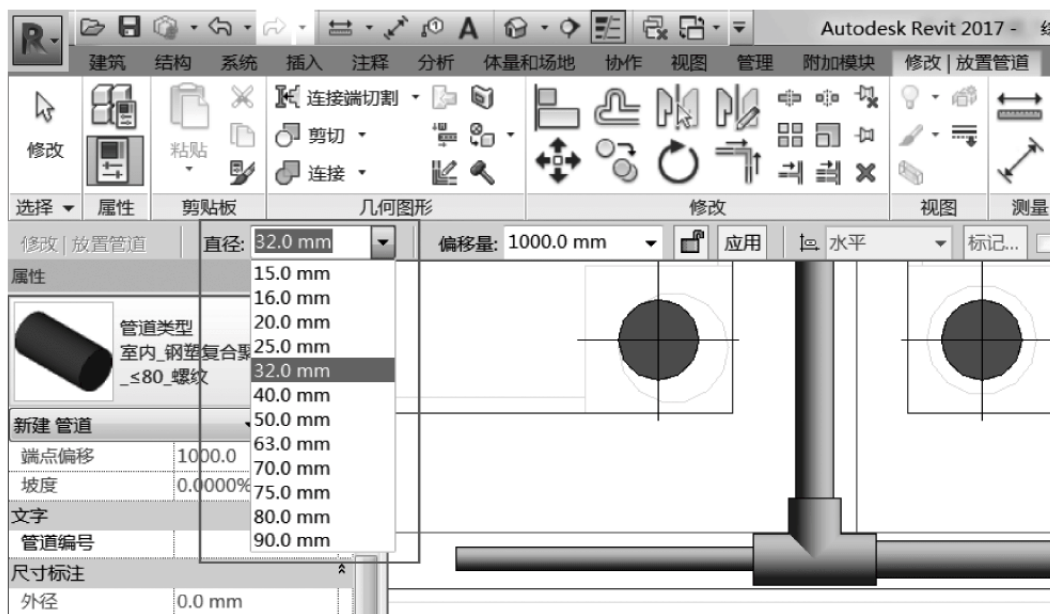 Autodesk Revit 2017 -
建筑 结构 系统 插入 注释 分析 体量和场地 协作 视图 管理 附加模块 修改 | 放置管道
连接端切割
修改 粘贴 剪切
连接
选择 属性 剪贴板 几何图形 修改 视图 测量
修改 | 放置管道 直径: 32.0 mm 偏移量: 1000.0 mm 应用 水平 标记...
属性
15.0 mm
16.0 mm
20.0 mm
25.0 mm
32.0 mm
40.0 mm
50.0 mm
63.0 mm
70.0 mm
75.0 mm
80.0 mm
90.0 mm
管道类型
室内_钢塑复合
_≤80_螺纹
新建 管道
端点偏移 1000.0
坡度 0.0000%
文字
管道编号
尺寸标注
外径 0.0 mm